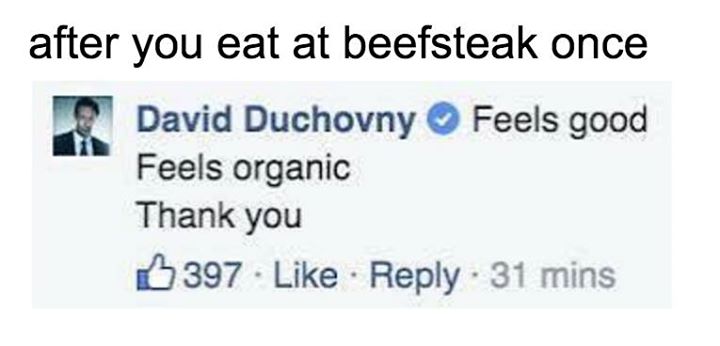 after you eat at beefsteak once
David Duchovny Feels good
Feels organic
Thank you
397 · Like · Reply · 31 mins